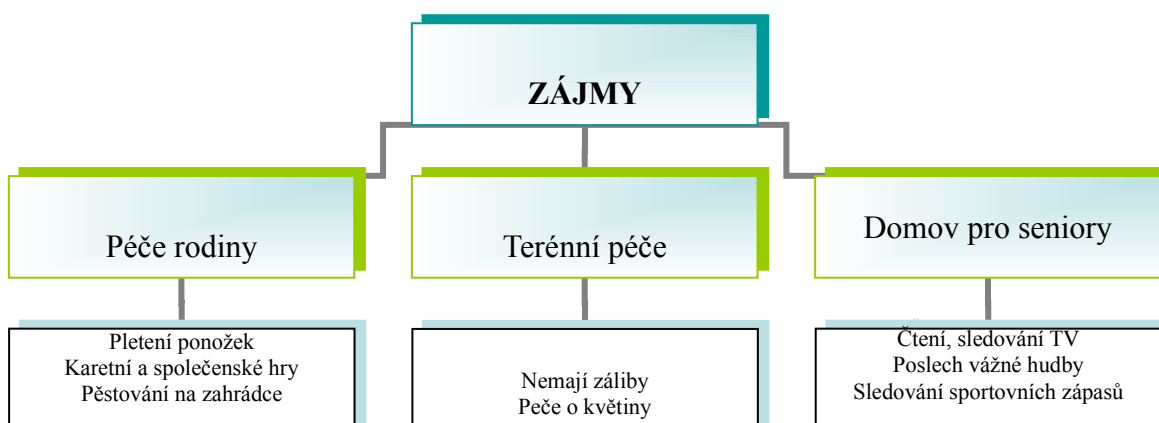 ZÁJMY
Péče rodiny
Terénní péče
Domov pro seniory
Pletení ponožek
Karetní a společenské hry
Pěstování na zahrádce
Nemají záliby
Peče o květiny
Čtení, sledování TV
Poslech vážné hudby
Sledování sportovních zápasů